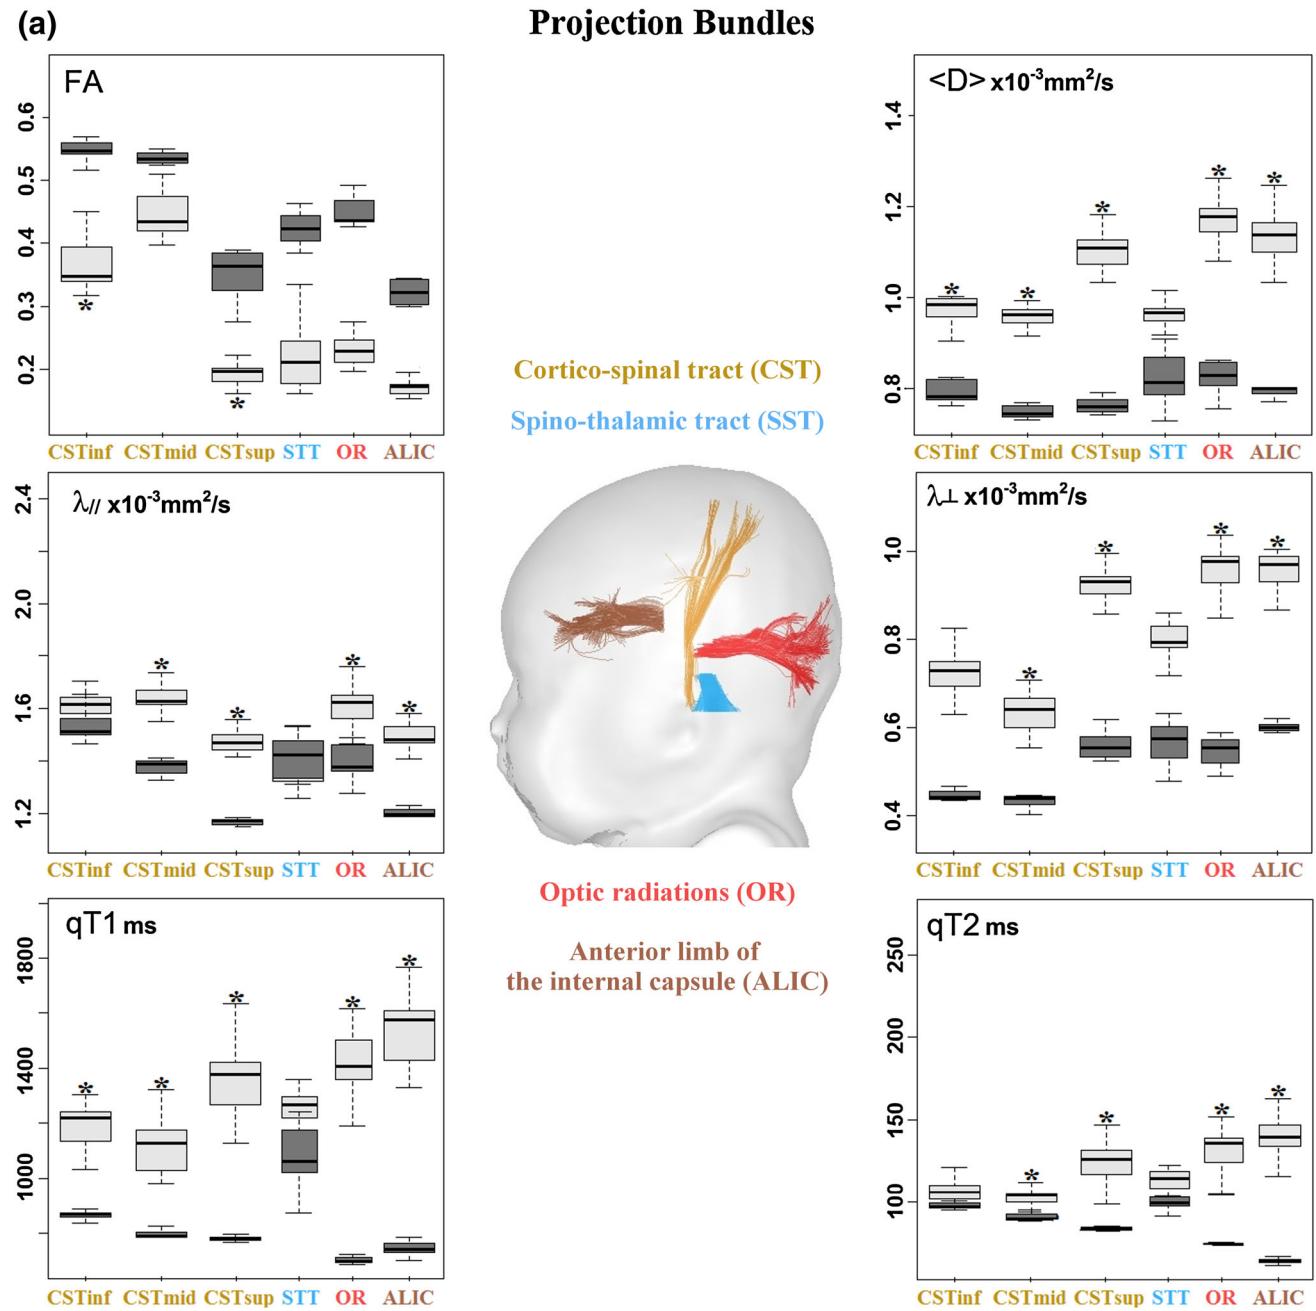 (a)
Projection Bundles
FA
0.6
0.5
0.4
0.3
0.2
*
*
CSTinf CSTmid CSTsup STT OR ALIC
<D> x10⁻³mm²/s
1.4
1.2
1.0
0.8
* * * * *
CSTinf CSTmid CSTsup STT OR ALIC
Cortico-spinal tract (CST)
Spino-thalamic tract (SST)
λ// x10⁻³mm²/s
2.4
2.0
1.6
1.2
* * * *
CSTinf CSTmid CSTsup STT OR ALIC
λ⊥ x10⁻³mm²/s
1.0
0.8
0.6
0.4
* * * *
CSTinf CSTmid CSTsup STT OR ALIC
Optic radiations (OR)
Anterior limb of
the internal capsule (ALIC)
qT1 ms
1800
1400
1000
* * * * *
CSTinf CSTmid CSTsup STT OR ALIC
qT2 ms
250
200
150
100
* * * *
CSTinf CSTmid CSTsup STT OR ALIC